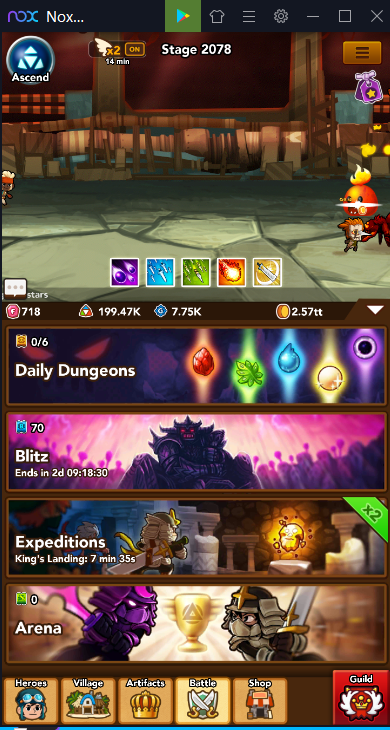 nox Nox...
Ascend
x2 ON
14 min
Stage 2078
stars
718
199.47K
7.75K
2.57tt
0/6
Daily Dungeons
70
Blitz
Ends in 2d 09:18:30
X2
Expeditions
King's Landing: 7 min 35s
0
Arena
Heroes
Village
Artifacts
Battle
Shop
Guild